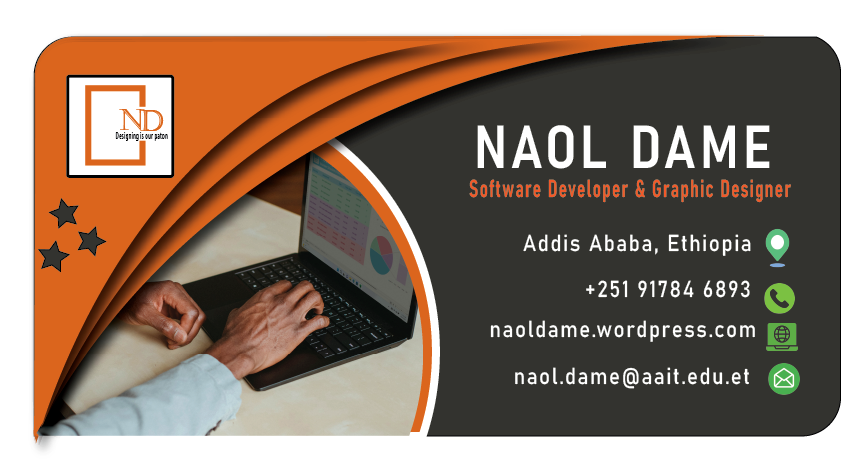 ND
Designing is our paton
NAOL DAME
Software Developer & Graphic Designer
Addis Ababa, Ethiopia
+251 91784 6893
naoldame.wordpress.com
naol.dame@aait.edu.et